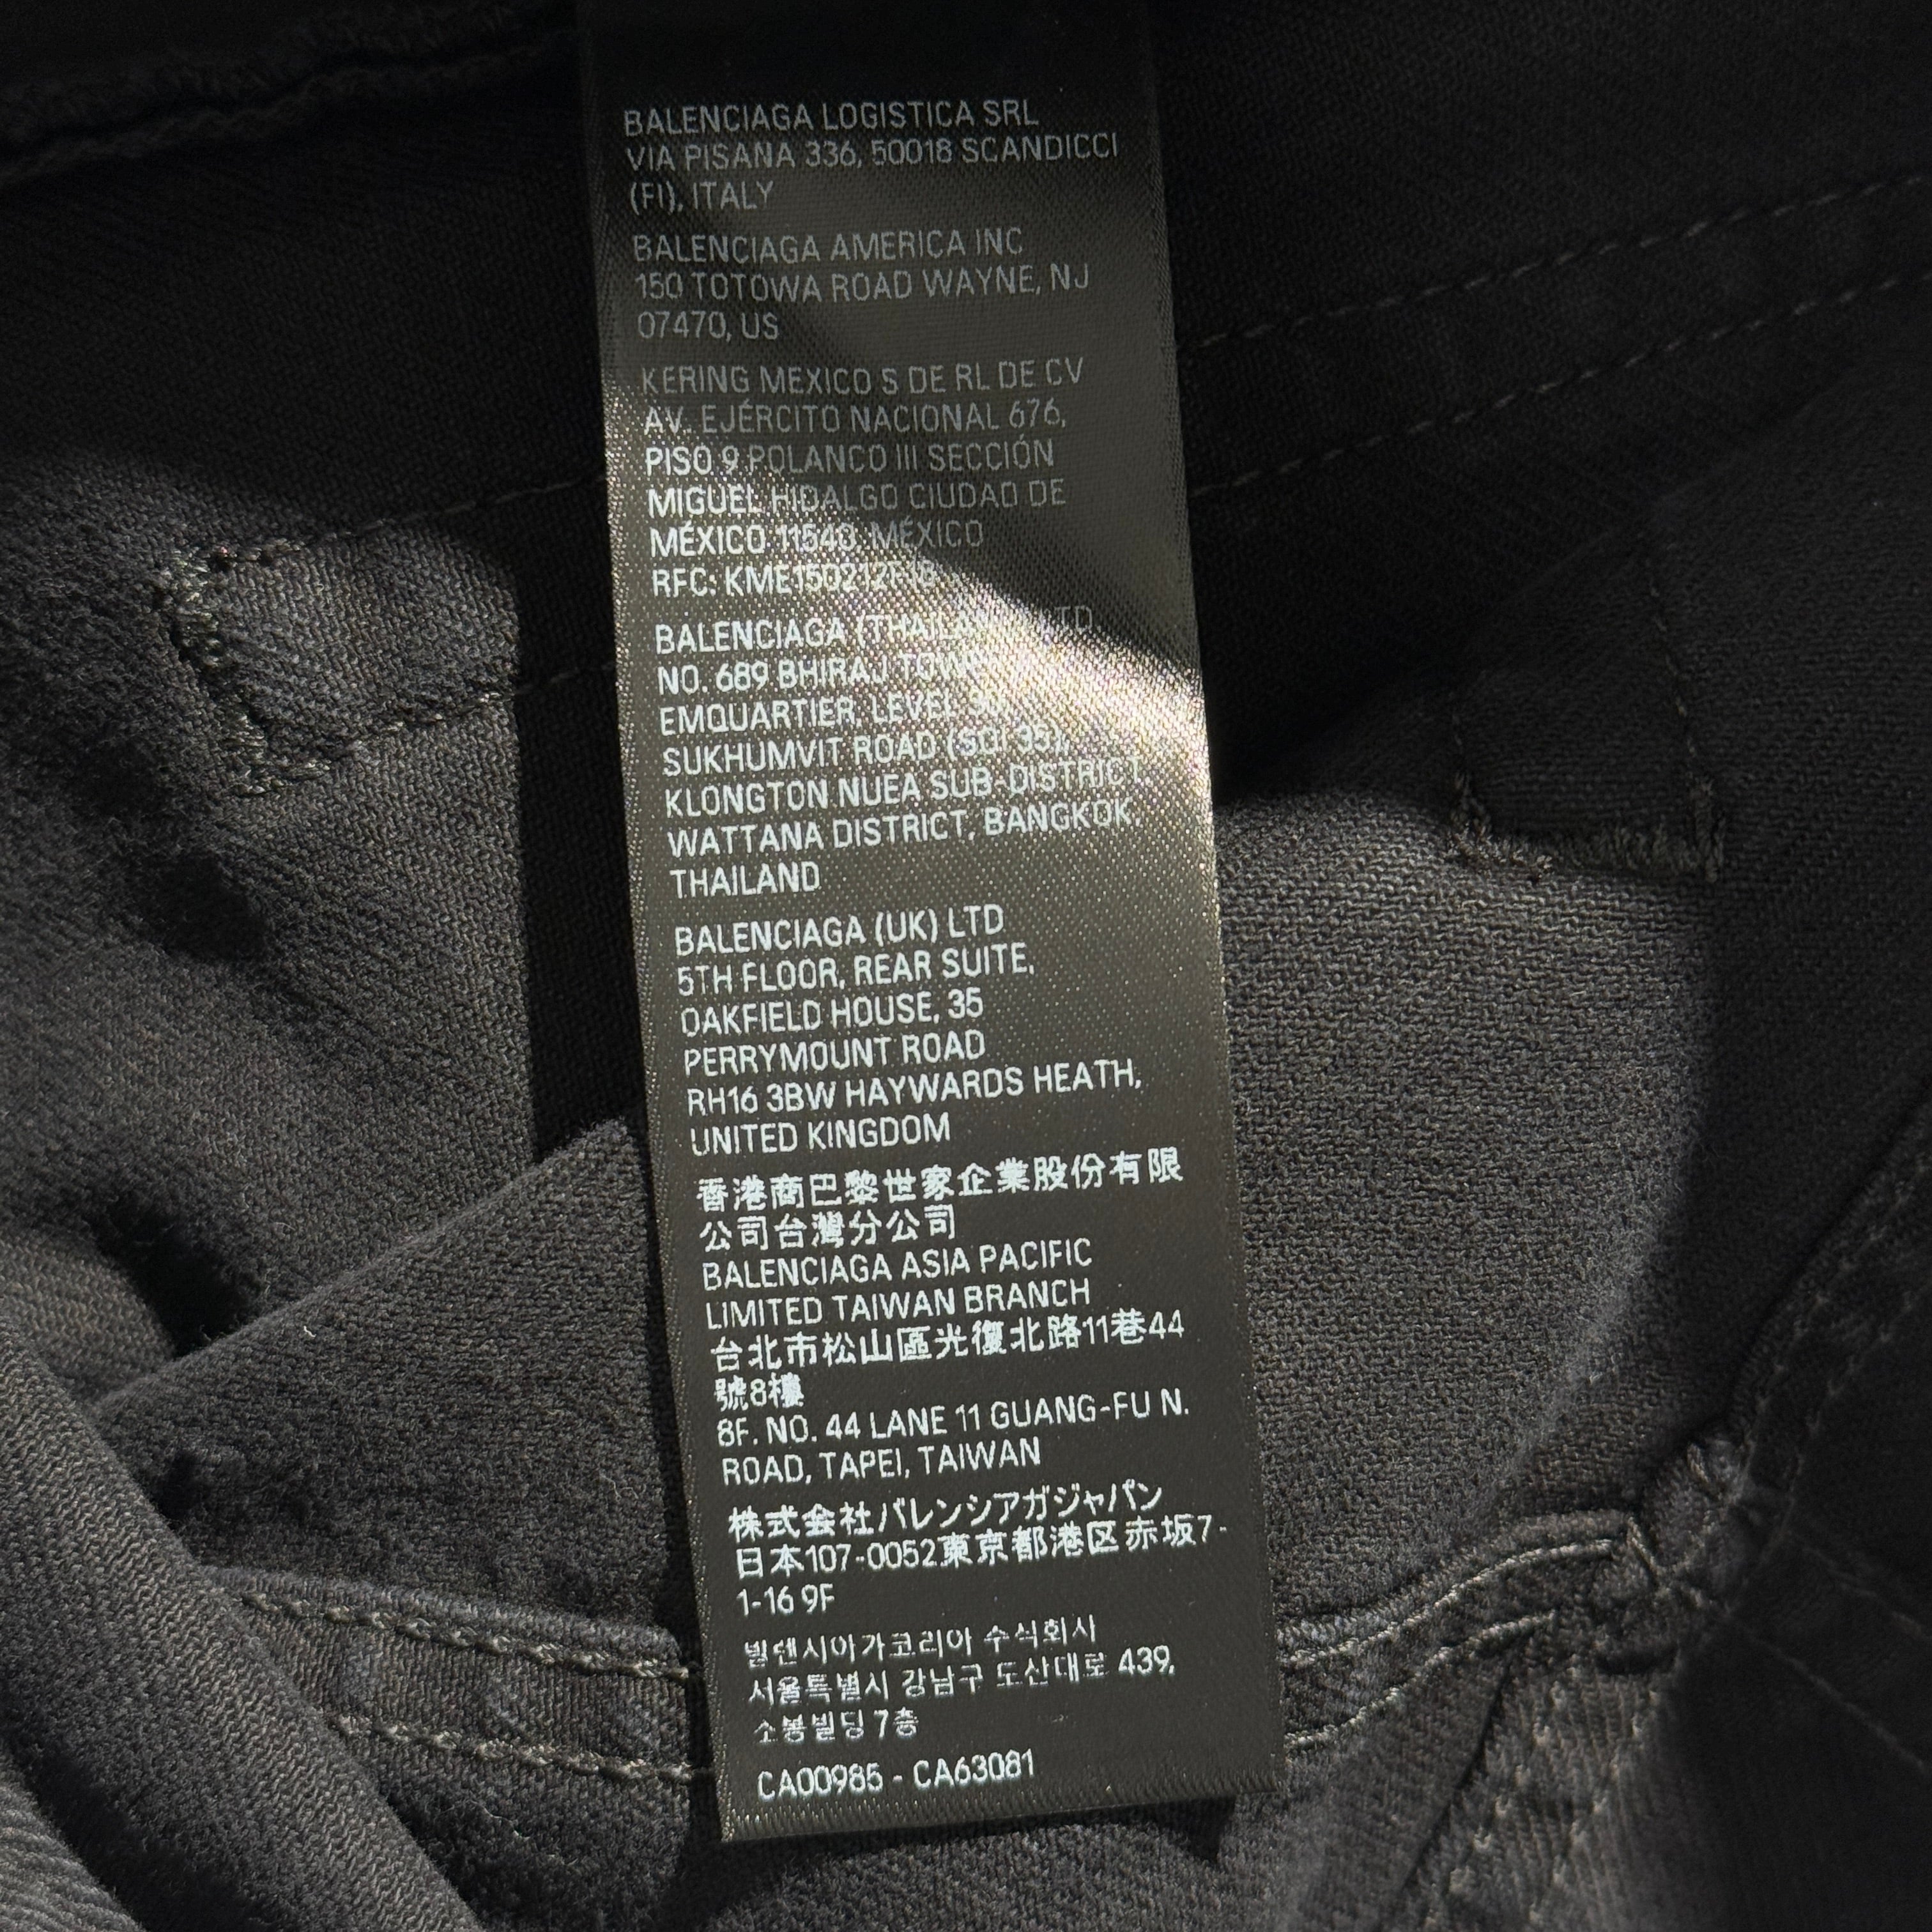 BALENCIAGA LOGISTICA SRL
VIA PISANA 336, 50018 SCANDICCI
(FI), ITALY
BALENCIAGA AMERICA INC
150 TOTOWA ROAD WAYNE, NJ
07470, US
KERING MEXICO S DE RL DE CV
AV. EJÉRCITO NACIONAL 676,
PISO 9 POLANCO III SECCIÓN
MIGUEL HIDALGO CIUDAD DE
MÉXICO 11540, MÉXICO
RFC:
BALENCIAGA (THAILAND) LTD
NO. 689 BHIRAJ
EMQUARTIER, LEVEL
SUKHUMVIT ROAD (SOI 35),
KLONGTON NUEA SUB-DISTRICT
WATTANA DISTRICT, BANGKOK,
THAILAND
BALENCIAGA (UK) LTD
5TH FLOOR, REAR SUITE,
OAKFIELD HOUSE, 35
PERRYMOUNT ROAD
RH16 3BW HAYWARDS HEATH,
UNITED KINGDOM
香港商巴黎世家企業股份有限
公司台灣分公司
BALENCIAGA ASIA PACIFIC
LIMITED TAIWAN BRANCH
台北市松山區光復北路11巷44
號8樓
8F. NO. 44 LANE 11 GUANG-FU N.
ROAD, TAPEI, TAIWAN
株式会社バレンシアガジャパン
日本107-0052東京都港区赤坂7-
1-16 9F
발렌시아가코리아 주식회사
서울특별시 강남구 도산대로 439,
소봉빌딩 7층
CA00985 - CA63081